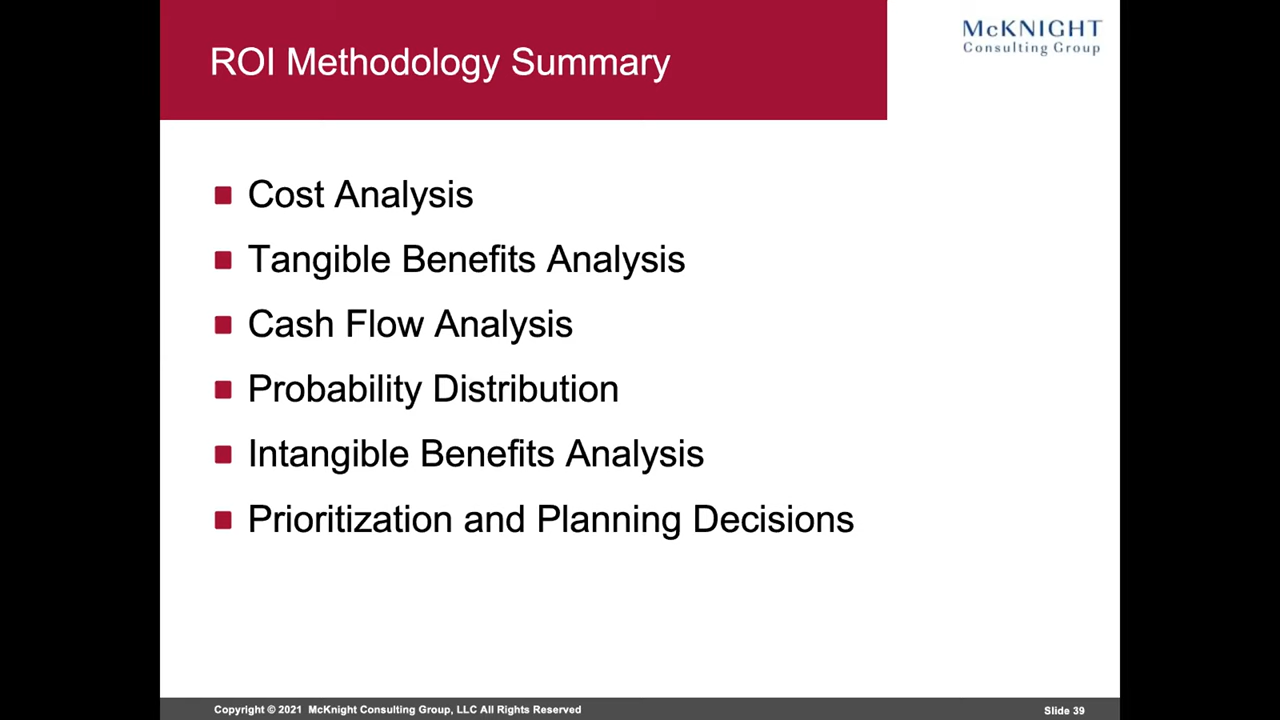 ROI Methodology Summary
McKNIGHT
Consulting Group
Cost Analysis
Tangible Benefits Analysis
Cash Flow Analysis
Probability Distribution
Intangible Benefits Analysis
Prioritization and Planning Decisions
Copyright © 2021 McKnight Consulting Group, LLC All Rights Reserved
Slide 39